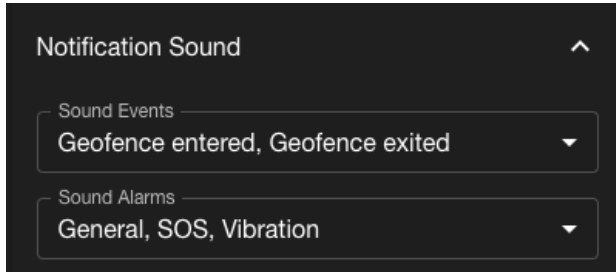 Notification Sound
Sound Events
Geofence entered, Geofence exited
Sound Alarms
General, SOS, Vibration